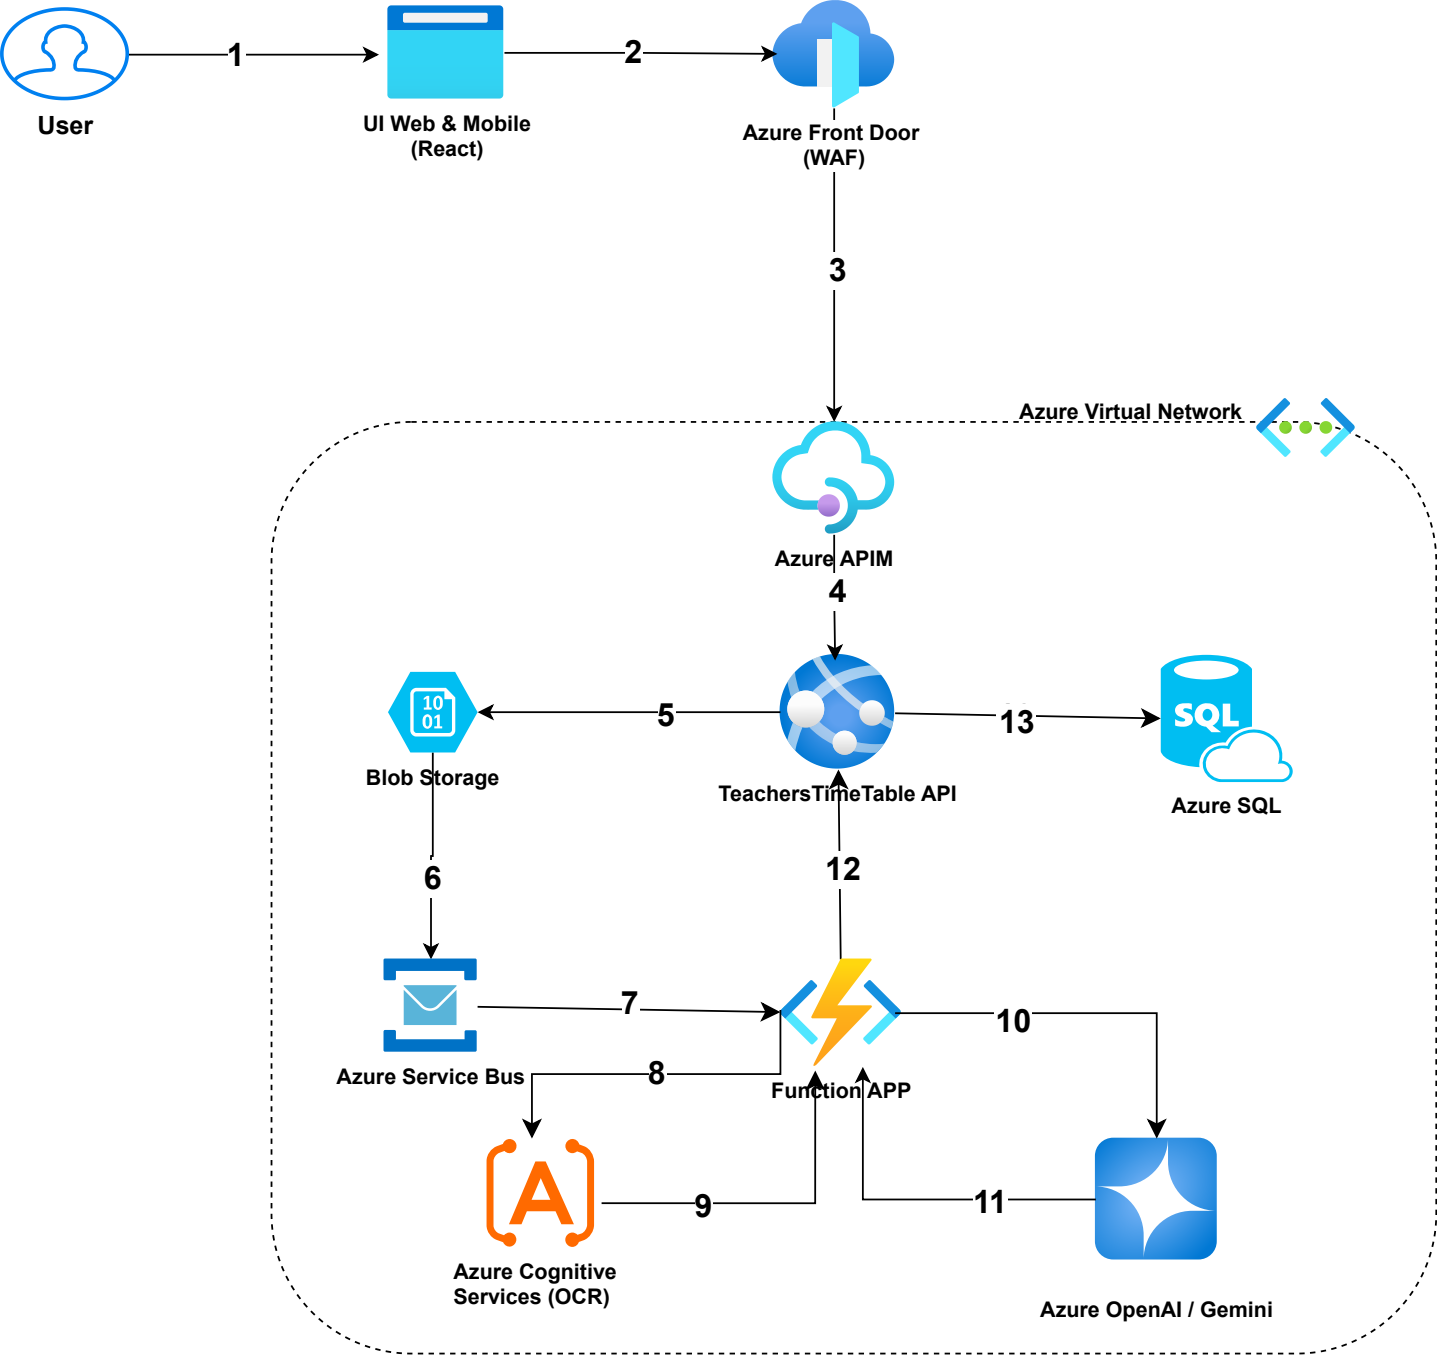 1
2
User
UI Web & Mobile
(React)
Azure Front Door
(WAF)
3
Azure Virtual Network
Azure APIM
4
10
01
5
13
SQL
Blob Storage
TeachersTimeTable API
Azure SQL
6
12
7
10
Azure Service Bus
8
Function APP
A
9
11
Azure Cognitive
Services (OCR)
Azure OpenAI / Gemini